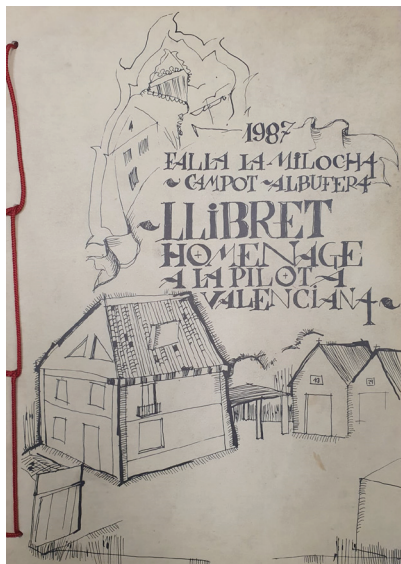 1987
FALLA LA MILOCHA
CAMPOT-ALBUFERA
LLiBRET
HOMENAGE
A LA PILOTA
VALENCIANA